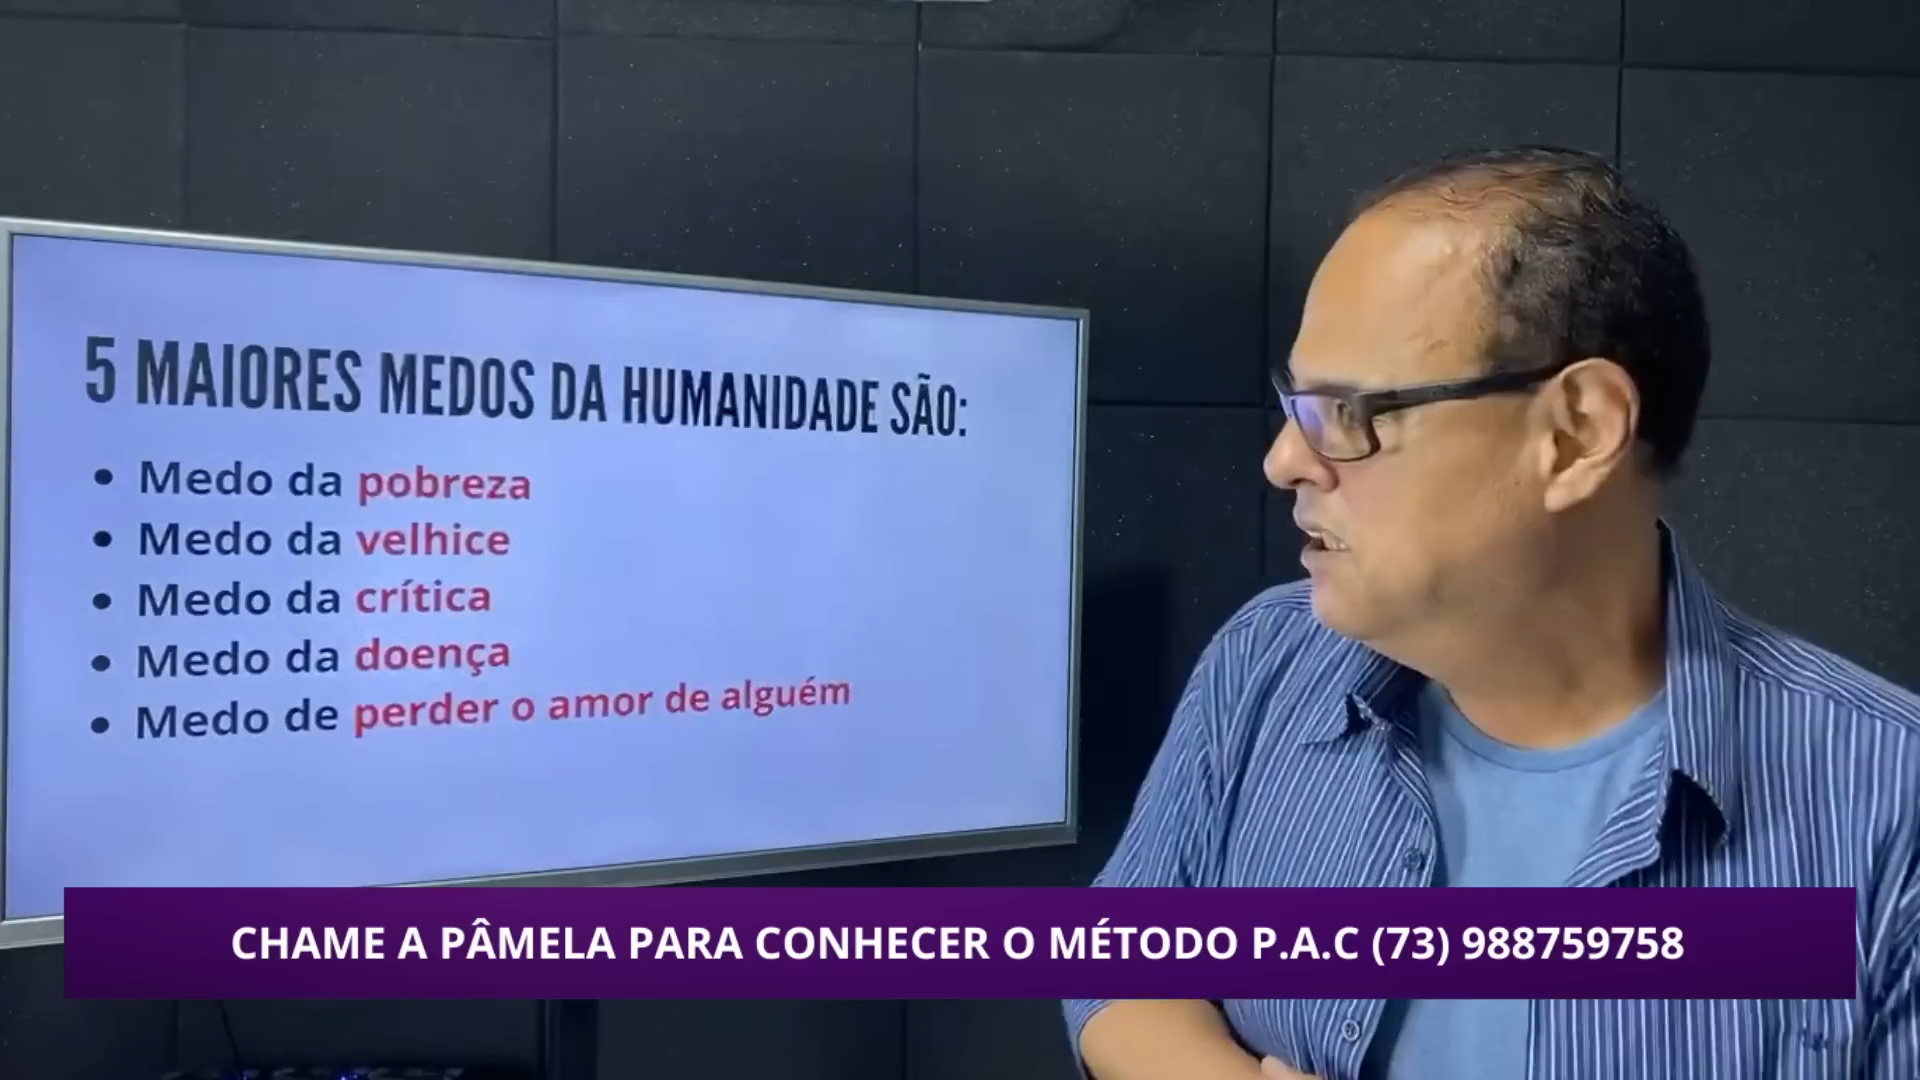 5 MAIORES MEDOS DA HUMANIDADE SÃO:
• Medo da pobreza
• Medo da velhice
• Medo da crítica
• Medo da doença
• Medo de perder o amor de alguém
CHAME A PÂMELA PARA CONHECER O MÉTODO P.A.C (73) 988759758